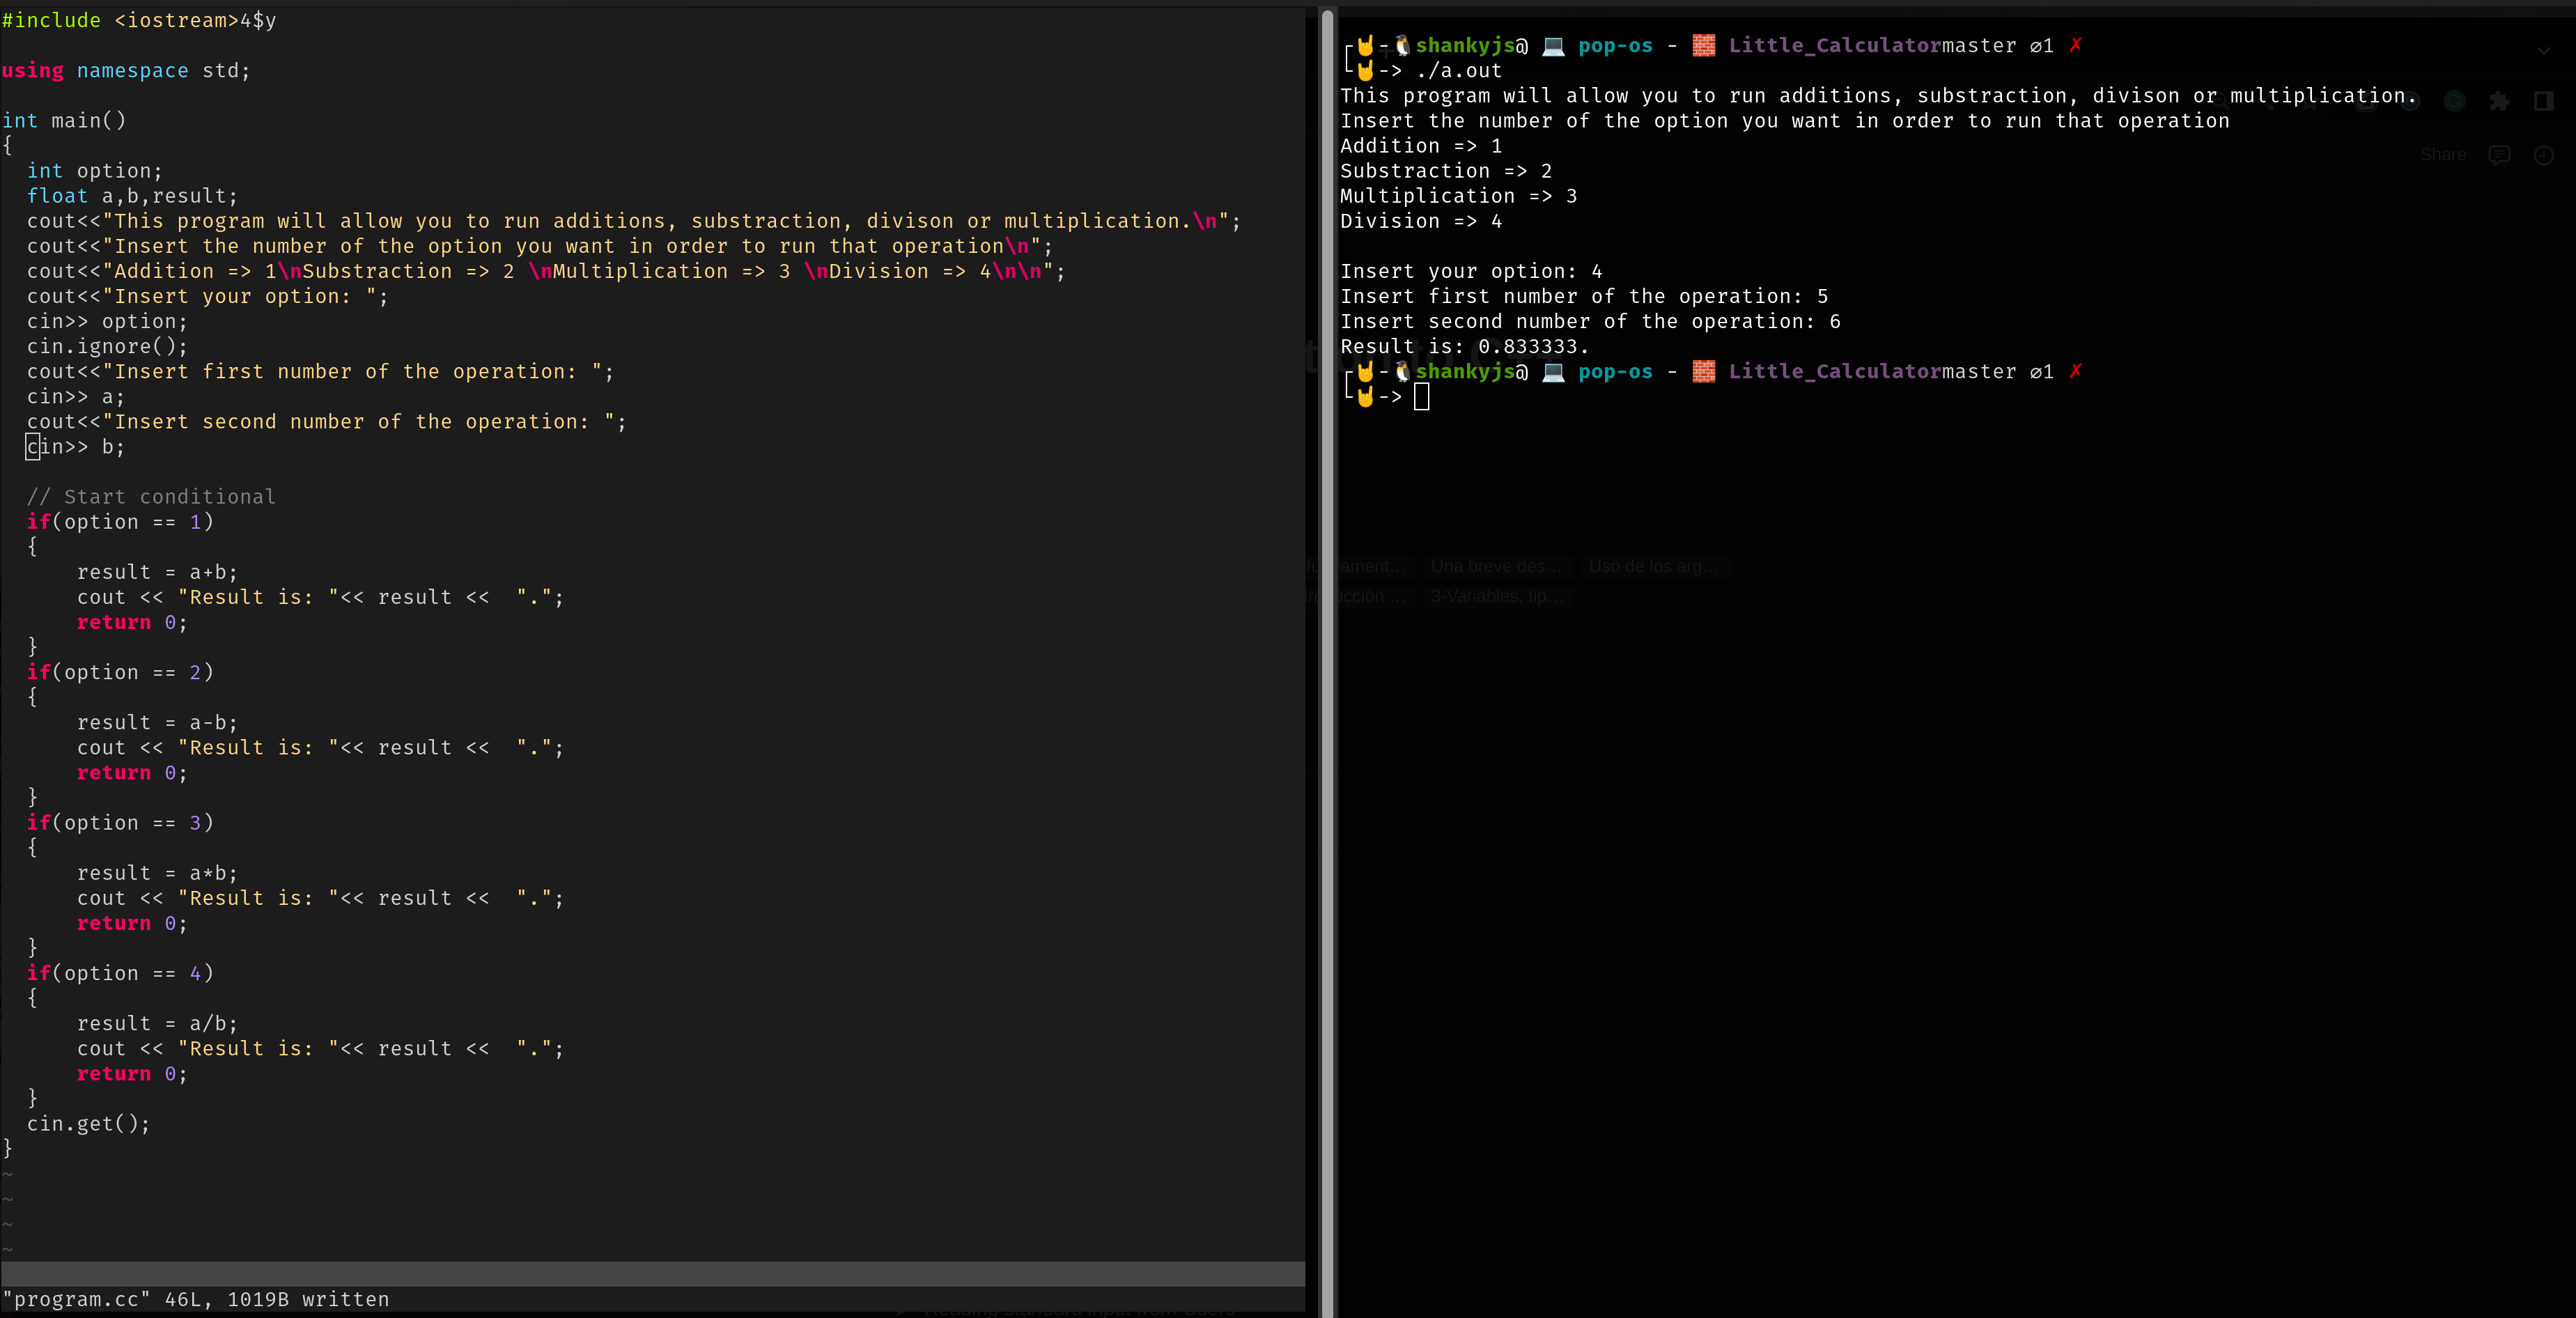 #include <iostream>4$y
using namespace std;
int main()
{
  int option;
  float a,b,result;
  cout<<"This program will allow you to run additions, substraction, divison or multiplication.\n";
  cout<<"Insert the number of the option you want in order to run that operation\n";
  cout<<"Addition => 1\nSubstraction => 2 \nMultiplication => 3 \nDivision => 4\n\n";
  cout<<"Insert your option: ";
  cin>> option;
  cin.ignore();
  cout<<"Insert first number of the operation: ";
  cin>> a;
  cout<<"Insert second number of the operation: ";
  cin>> b;
  // Start conditional
  if(option == 1)
  {
      result = a+b;
      cout << "Result is: "<< result <<  ".";
      return 0;
  }
  if(option == 2)
  {
      result = a-b;
      cout << "Result is: "<< result <<  ".";
      return 0;
  }
  if(option == 3)
  {
      result = a*b;
      cout << "Result is: "<< result <<  ".";
      return 0;
  }
  if(option == 4)
  {
      result = a/b;
      cout << "Result is: "<< result <<  ".";
      return 0;
  }
  cin.get();
}
~
~
~
~
"program.cc" 46L, 1019B written
┌🤘-🐧shankyjs@ 💻 pop-os - 🧱 Little_Calculatormaster ∅1 ✗
└🤘-> ./a.out
This program will allow you to run additions, substraction, divison or multiplication.
Insert the number of the option you want in order to run that operation
Addition => 1
Substraction => 2
Multiplication => 3
Division => 4
Insert your option: 4
Insert first number of the operation: 5
Insert second number of the operation: 6
Result is: 0.833333.
┌🤘-🐧shankyjs@ 💻 pop-os - 🧱 Little_Calculatormaster ∅1 ✗
└🤘->
Share
Una breve des... Uso de los arg...
3-Variables, tip...